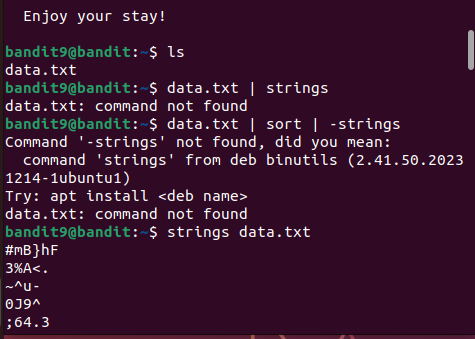 Enjoy your stay!
bandit9@bandit:~$ ls
data.txt
bandit9@bandit:~$ data.txt | strings
data.txt: command not found
bandit9@bandit:~$ data.txt | sort | -strings
Command '-strings' not found, did you mean:
  command 'strings' from deb binutils (2.41.50.2023
1214-1ubuntu1)
Try: apt install <deb name>
data.txt: command not found
bandit9@bandit:~$ strings data.txt
#mB}hF
3%A<.
~^u-
0J9^
;64.3